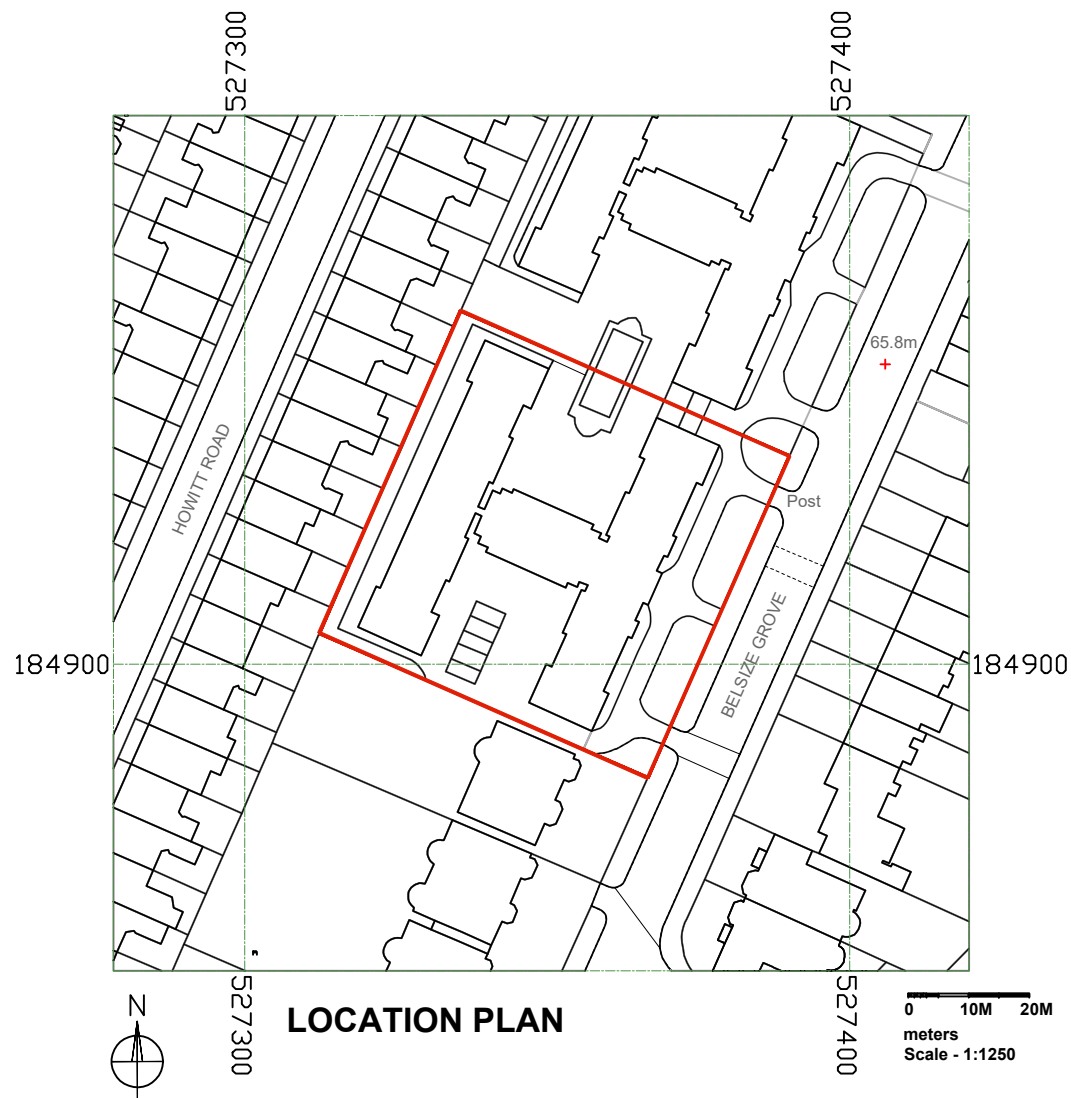 527300
527400
65.8m
HOWITT ROAD
Post
BELSIZE GROVE
184900
184900
527300
527400
N
LOCATION PLAN
0 10M 20M
meters
Scale - 1:1250